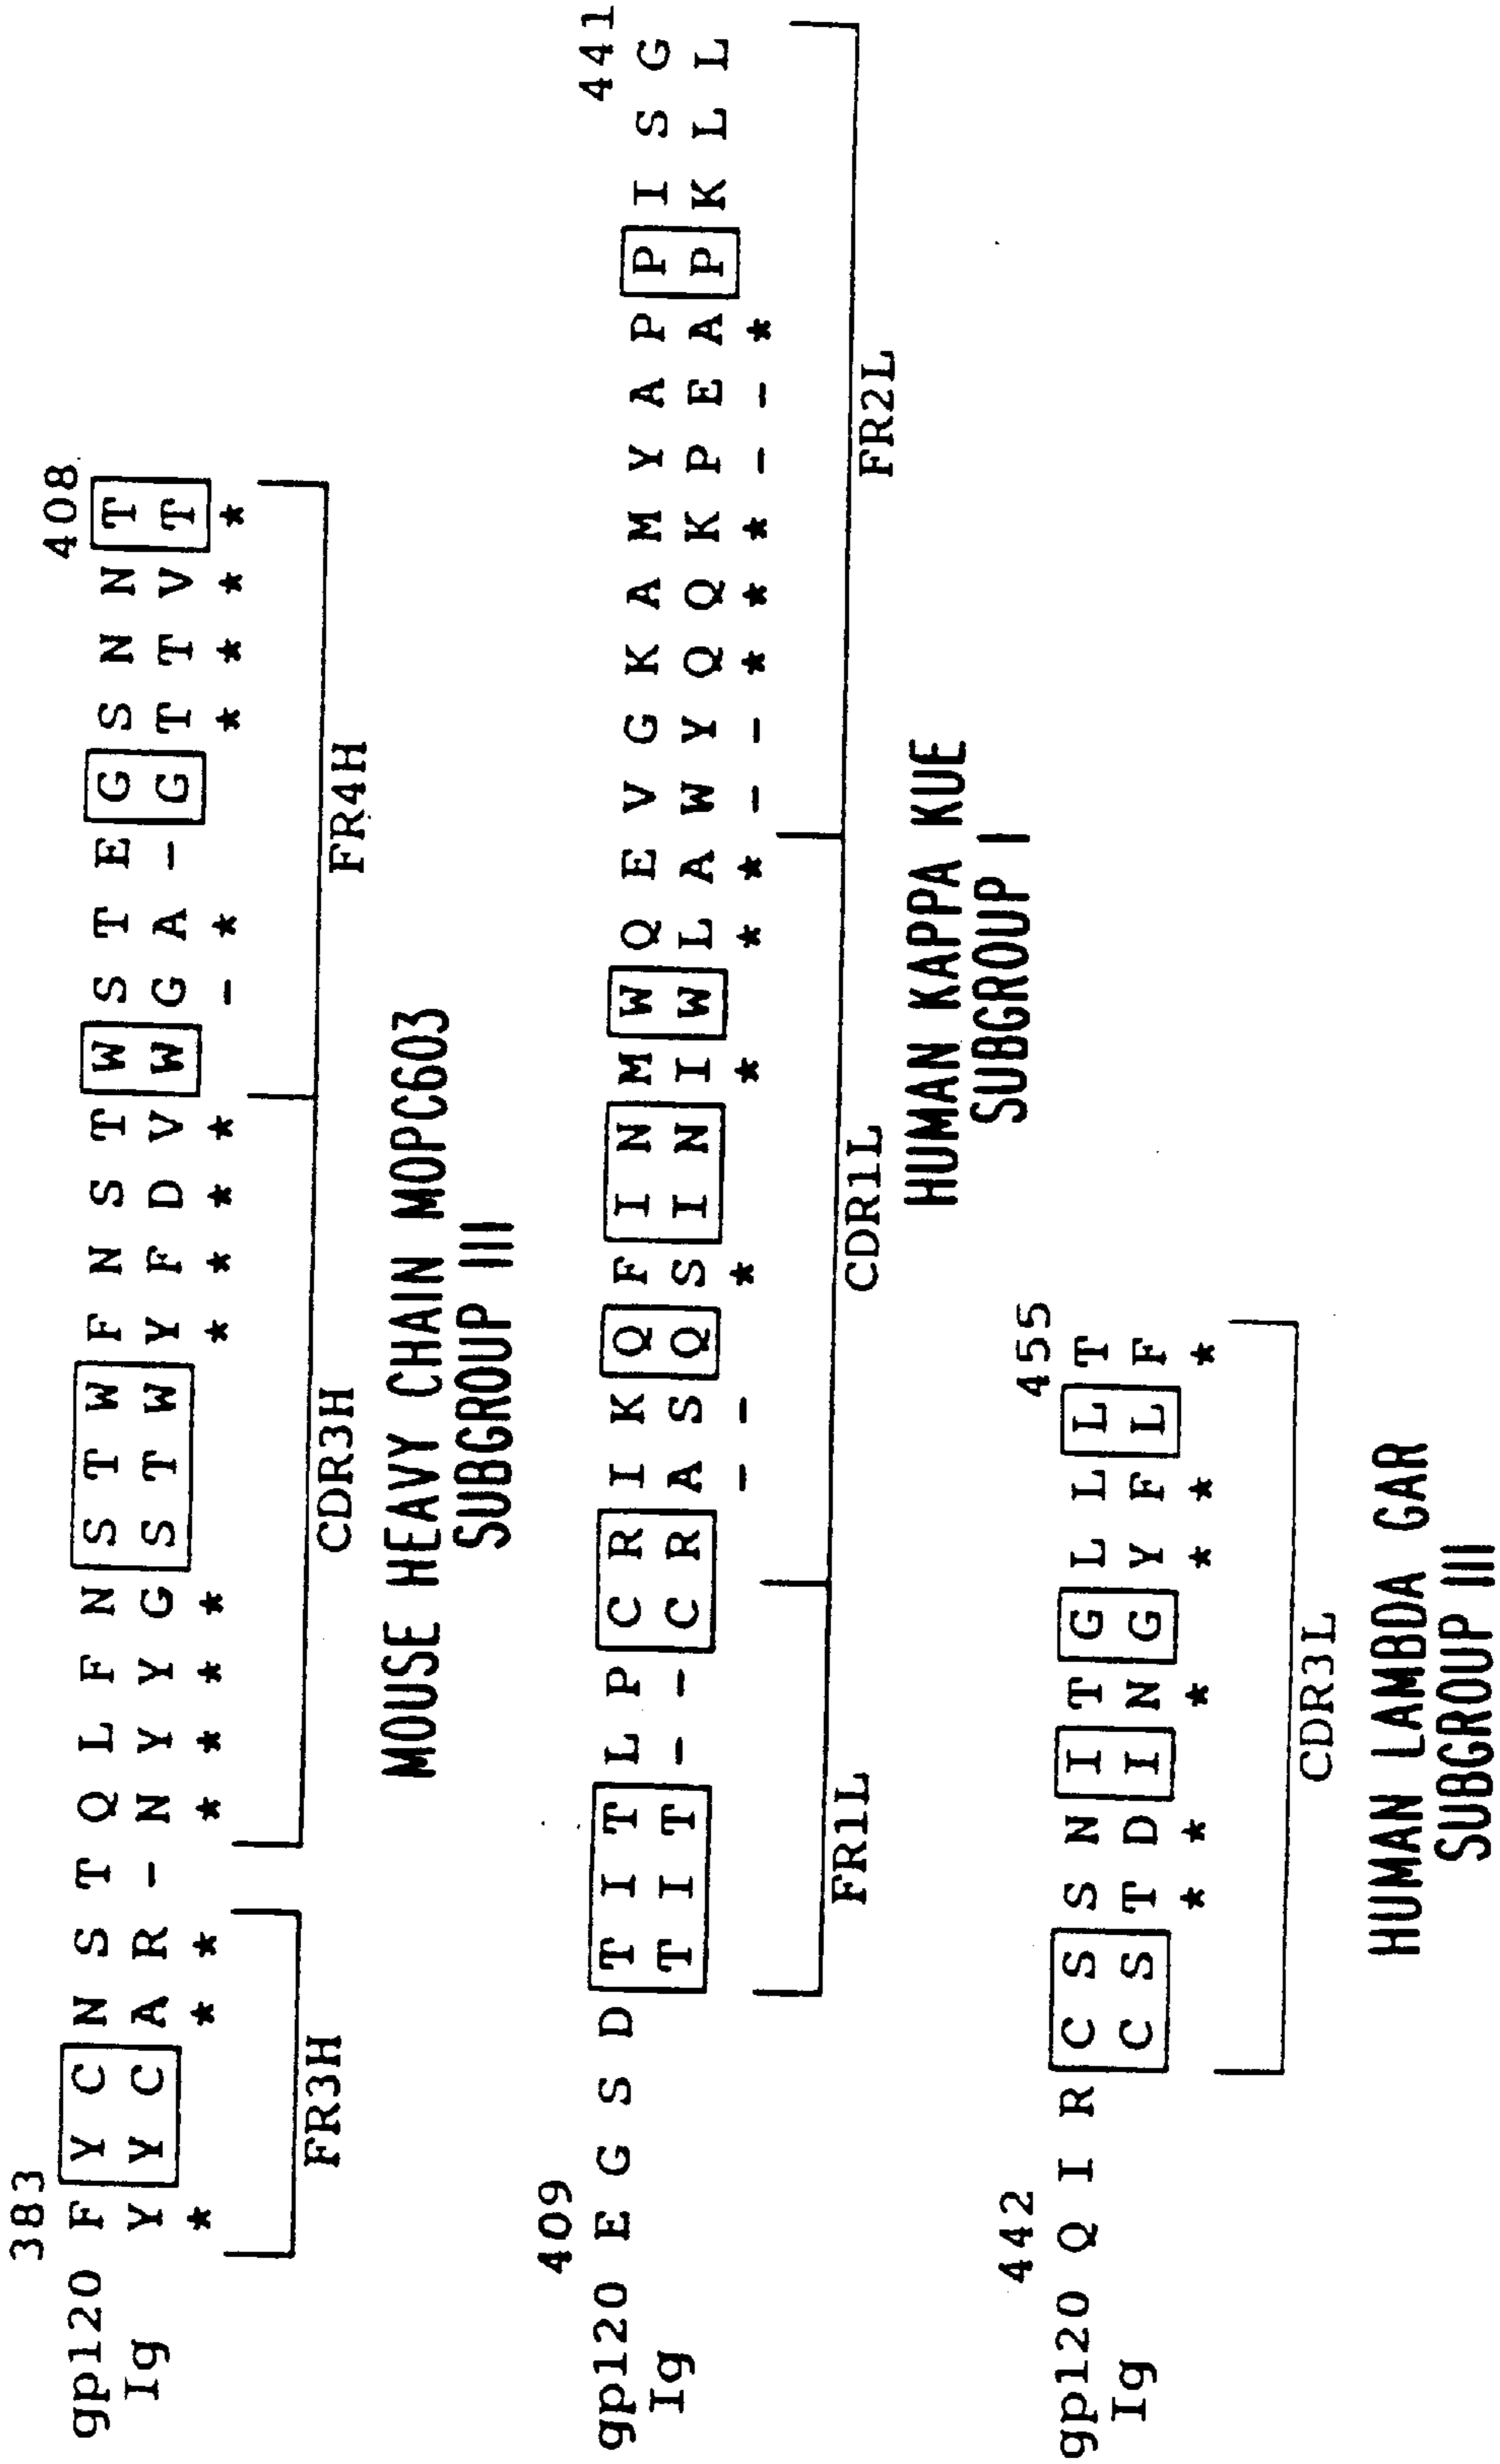 383 408
gp120 F Y C N S T Q L F N S T W F N S T W S T E G S N N T
Ig Y Y C A R - N Y Y G S T W Y F D V W G A - G T T V T
* * * * * * * * * * * - * * * * *
FR3H CDR3H FR4H
MOUSE HEAVY CHAIN MOPC603
SUBGROUP III
409 441
gp120 E G S D T I T L P C R I K Q F I N M W Q E V G K A M Y A P P I S G
Ig T I T - - C R A S Q S I N I W L A W Y Q Q K P E A P K L L
- - * * * * - - * * * - - *
FR1L CDR1L FR2L
HUMAN KAPPA KUE
SUBGROUP I
442 455
gp120 Q I R C S S N I T G L L L T
Ig C S T D I N G Y F L F
* * * * * *
CDR3L
HUMAN LAMBDA GAR
SUBGROUP III